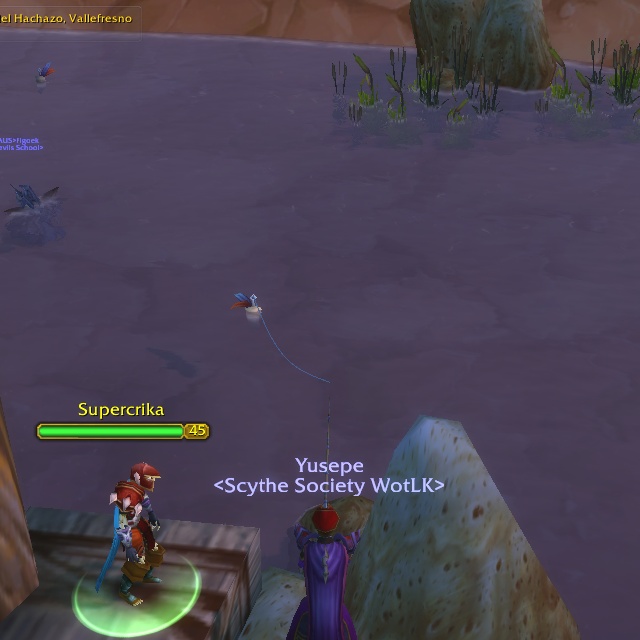 el Hachazo, Vallefresno
Supercrika
45
Yusepe
<Scythe Society WotLK>